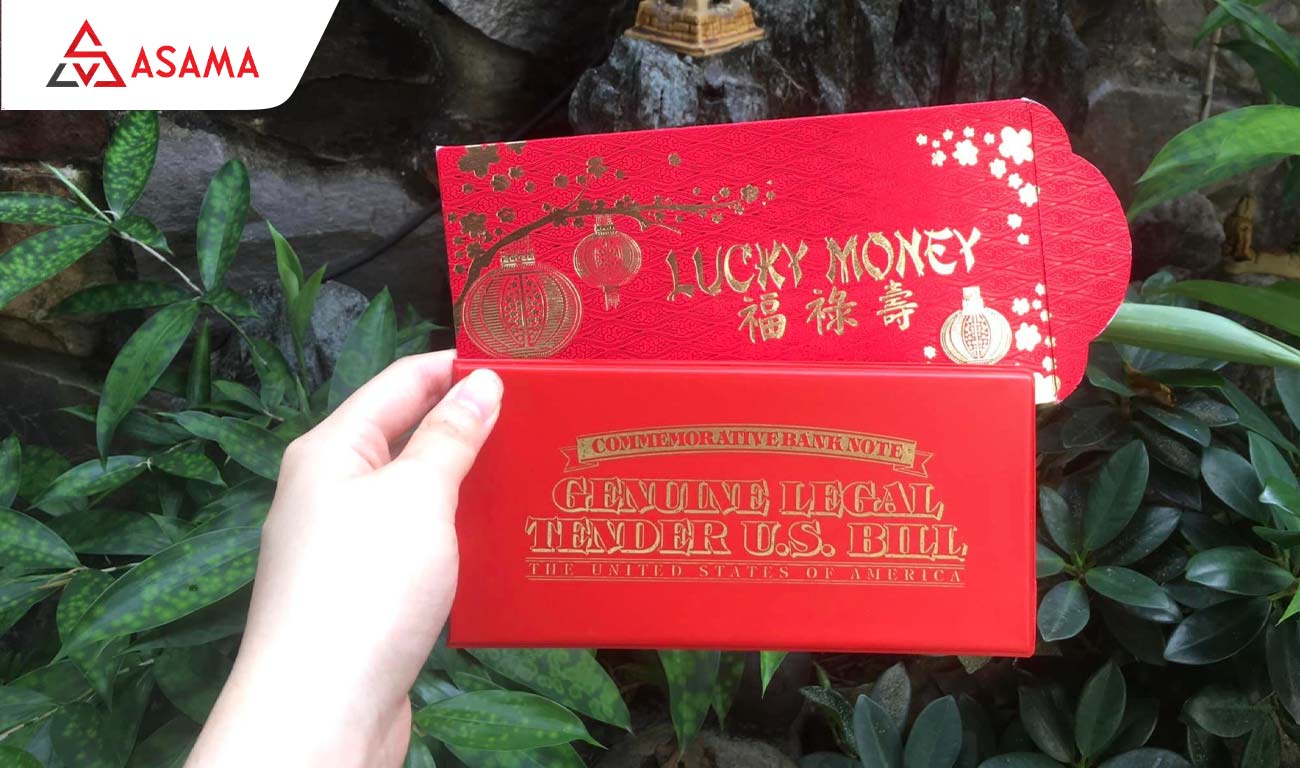 ASAMA
LUCKY MONEY
福祿壽
COMMEMORATIVE BANK NOTE
GENUINE LEGAL
TENDER U.S. BILL
THE UNITED STATES OF AMERICA